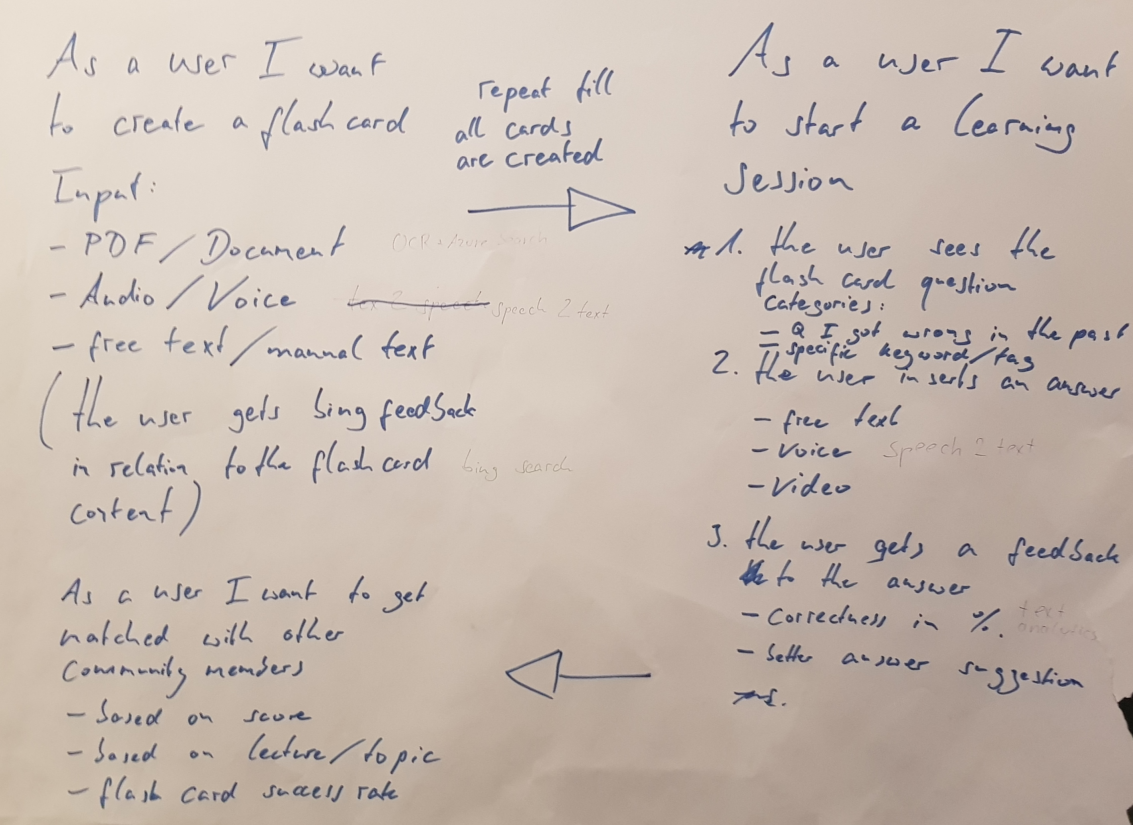 As a user I want
to create a flash card
Input:
- PDF / Document OCR + Azure Search
- Audio / Voice tex 2 speech speech 2 text
- free text / manual text
(the user gets bing feedback
in relation to the flash card bing search
content)
repeat till
all cards
are created
As a user I want
to start a learning
session
1. the user sees the
flash card question
Categories:
- Q I got wrong in the past
- specific keyword/tag
2. the user inserts an answer
- free text
- Voice speech 2 text
- Video
3. the user gets a feedback
to the answer
- Correctness in %. text
analytics
- better answer suggestion
As a user I want to get
matched with other
Community members
- based on score
- based on lecture/topic
- flash card success rate